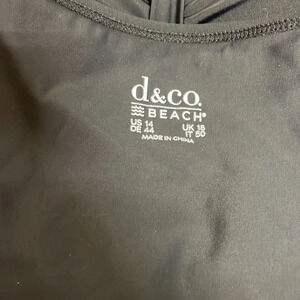 d&co.
BEACH®
US 14 UK 18
DE 44 IT 50
MADE IN CHINA